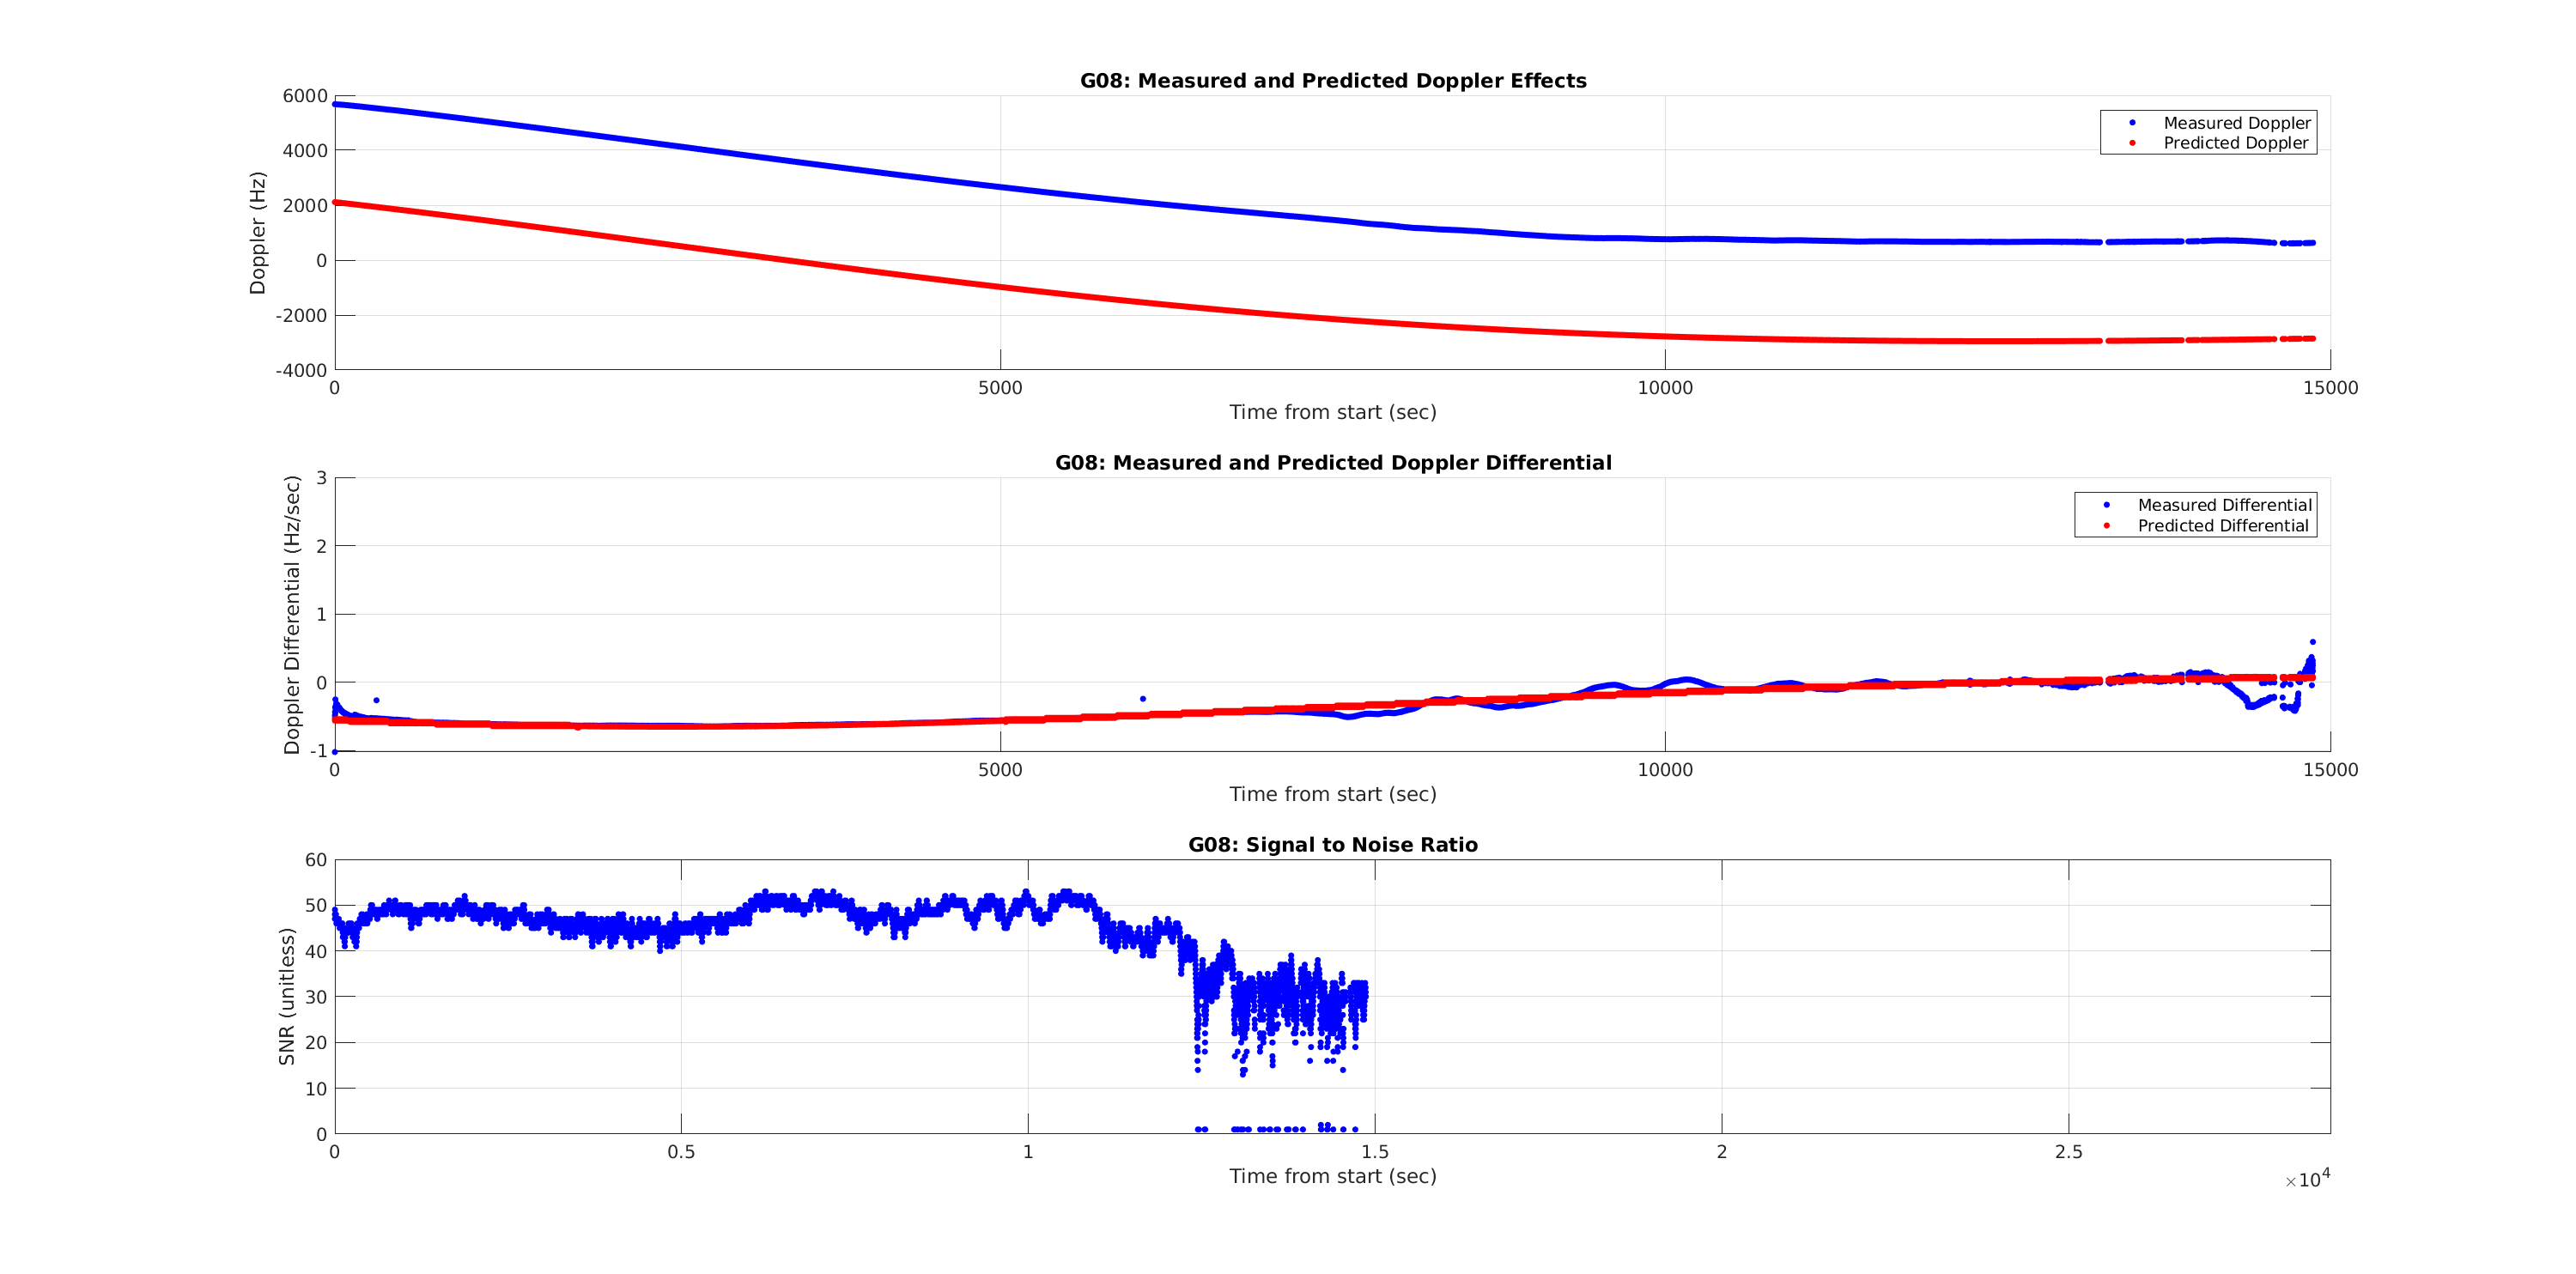 G08: Measured and Predicted Doppler Effects
6000
4000
2000
0
-2000
-4000
Doppler (Hz)
Measured Doppler
Predicted Doppler
0 5000 10000 15000
Time from start (sec)
G08: Measured and Predicted Doppler Differential
3
2
1
0
-1
Doppler Differential (Hz/sec)
Measured Differential
Predicted Differential
0 5000 10000 15000
Time from start (sec)
G08: Signal to Noise Ratio
60
50
40
30
20
10
0
SNR (unitless)
0 0.5 1 1.5 2 2.5
Time from start (sec)
×10⁴